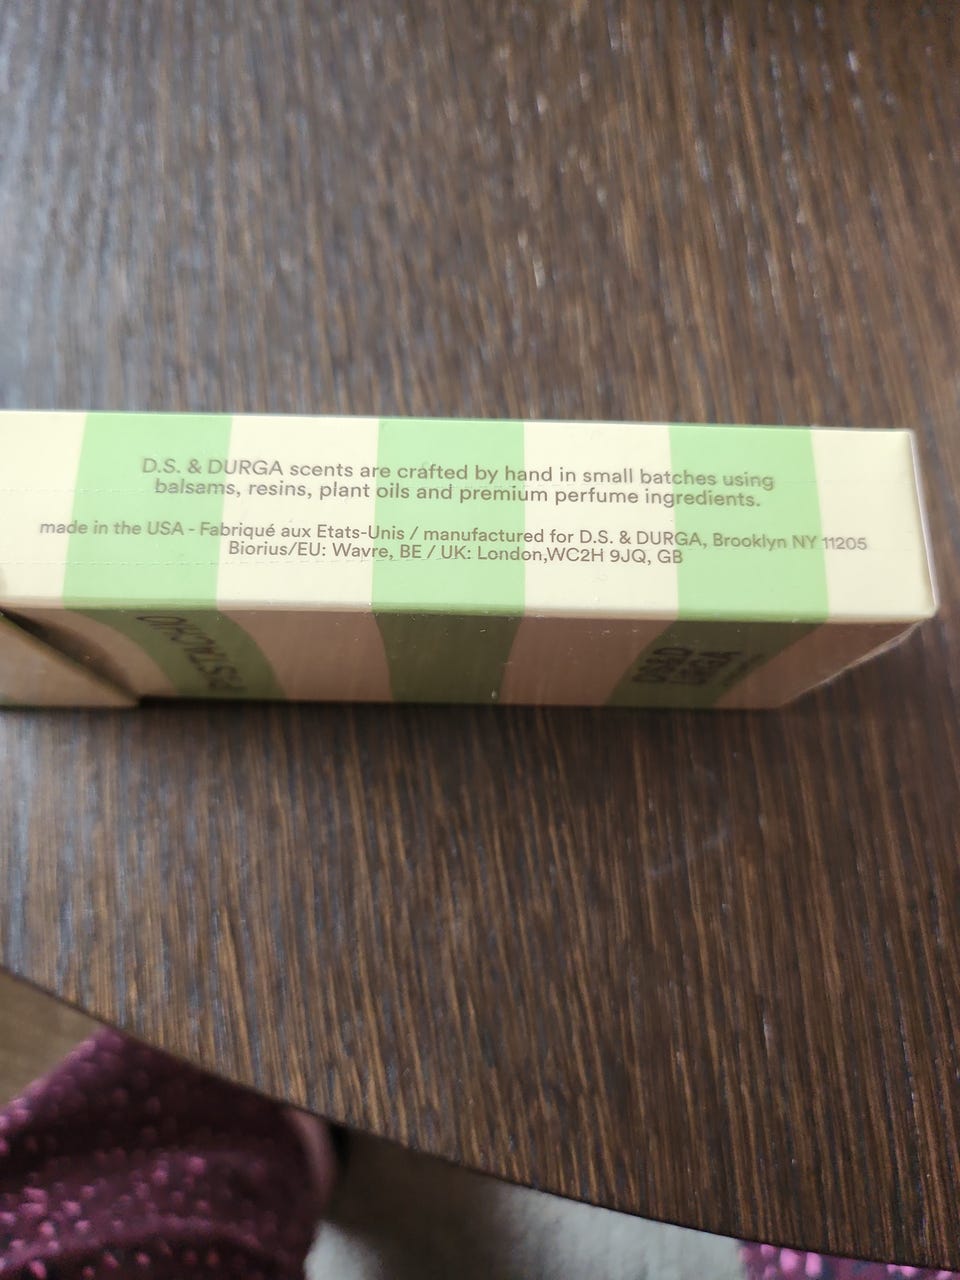 D.S. & DURGA scents are crafted by hand in small batches using
balsams, resins, plant oils and premium perfume ingredients.
made in the USA - Fabriqué aux Etats-Unis / manufactured for D.S. & DURGA, Brooklyn NY 11205
Biorius/EU: Wavre, BE / UK: London,WC2H 9JQ, GB
PISTACHIO
D.S. &
DURGA